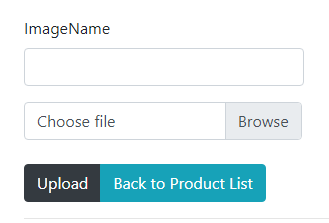 ImageName
Choose file Browse
Upload Back to Product List